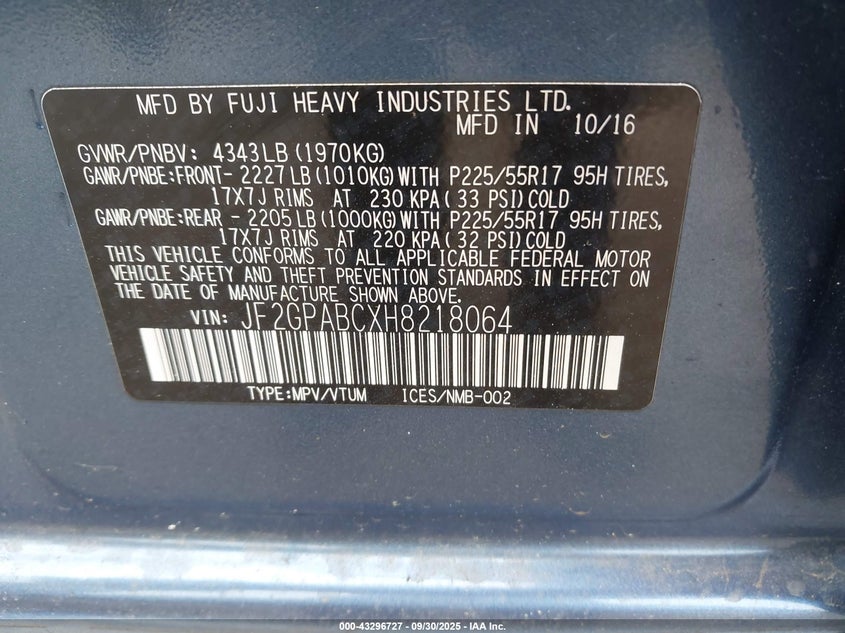 MFD BY FUJI HEAVY INDUSTRIES LTD.
MFD IN 10/16
GVWR/PNBV: 4343LB (1970KG)
GAWR/PNBE:FRONT- 2227 LB (1010KG) WITH P225/55R17 95H TIRES,
17X7J RIMS AT 230 KPA ( 33 PSI) COLD
GAWR/PNBE:REAR - 2205 LB (1000KG) WITH P225/55R17 95H TIRES,
17X7J RIMS AT 220 KPA ( 32 PSI) COLD
THIS VEHICLE CONFORMS TO ALL APPLICABLE FEDERAL MOTOR
VEHICLE SAFETY AND THEFT PREVENTION STANDARDS IN EFFECT ON
THE DATE OF MANUFACTURE SHOWN ABOVE.
VIN: JF2GPABCXH8218064
TYPE:MPV/VTUM ICES/NMB-002
000-43296727 - 09/30/2025 - IAA Inc.